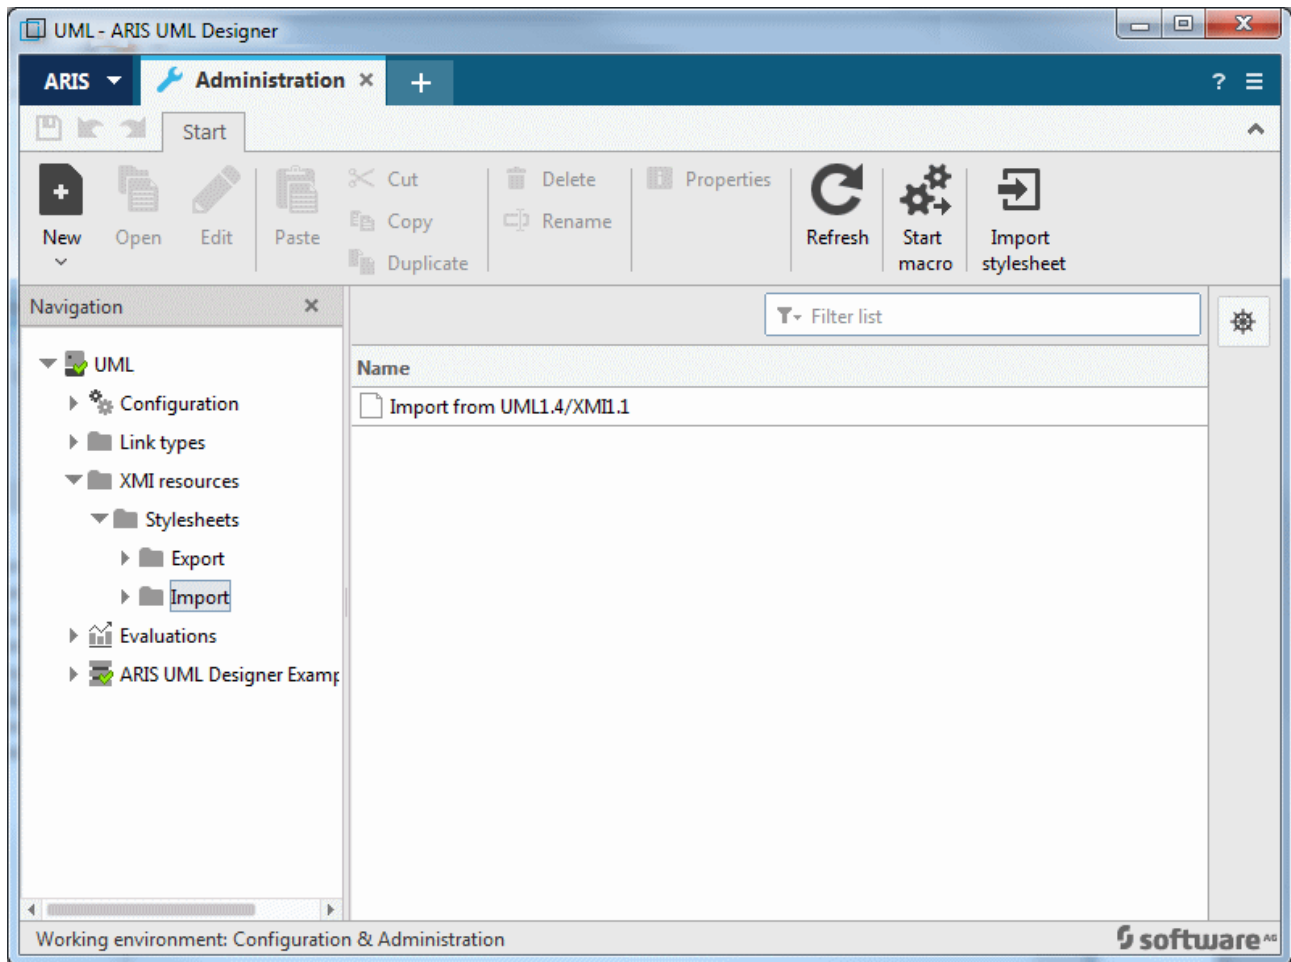 UML - ARIS UML Designer
ARIS Administration × + ?
Start
New Open Edit Paste Cut Copy Duplicate Delete Rename Properties Refresh Start macro Import stylesheet
Navigation ×
Filter list
Name
Import from UML1.4/XMI1.1
UML
Configuration
Link types
XMI resources
Stylesheets
Export
Import
Evaluations
ARIS UML Designer Examp
Working environment: Configuration & Administration
software AG